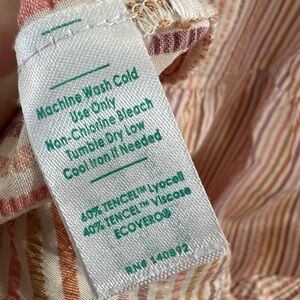 Machine Wash Cold
Use Only
Non-Chlorine Bleach
Tumble Dry Low
Cool Iron If Needed
60% TENCEL™ Lyocell
40% TENCEL™ Viscose
ECOVERO®
RN# 140892